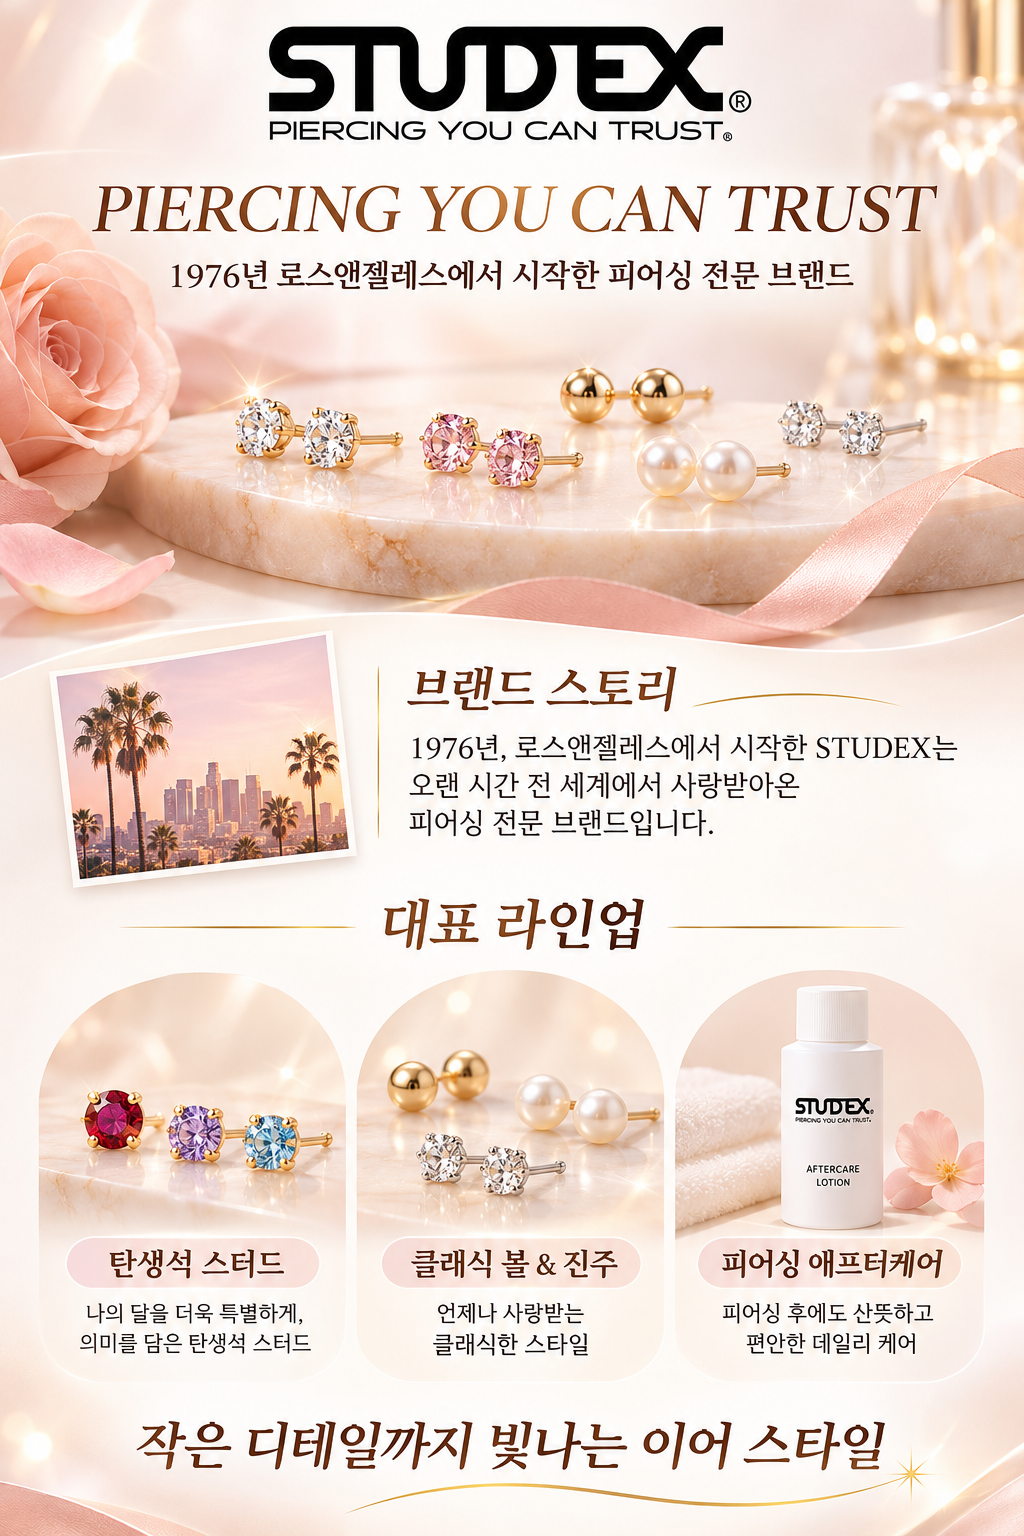 STUDEX®
PIERCING YOU CAN TRUST®
PIERCING YOU CAN TRUST
1976년 로스앤젤레스에서 시작한 피어싱 전문 브랜드
브랜드 스토리
1976년, 로스앤젤레스에서 시작한 STUDEX는
오랜 시간 전 세계에서 사랑받아온
피어싱 전문 브랜드입니다.
대표 라인업
탄생석 스터드
나의 달을 더욱 특별하게,
의미를 담은 탄생석 스터드
클래식 볼 & 진주
언제나 사랑받는
클래식한 스타일
STUDEX®
PIERCING YOU CAN TRUST®
AFTERCARE
LOTION
피어싱 애프터케어
피어싱 후에도 산뜻하고
편안한 데일리 케어
작은 디테일까지 빛나는 이어 스타일